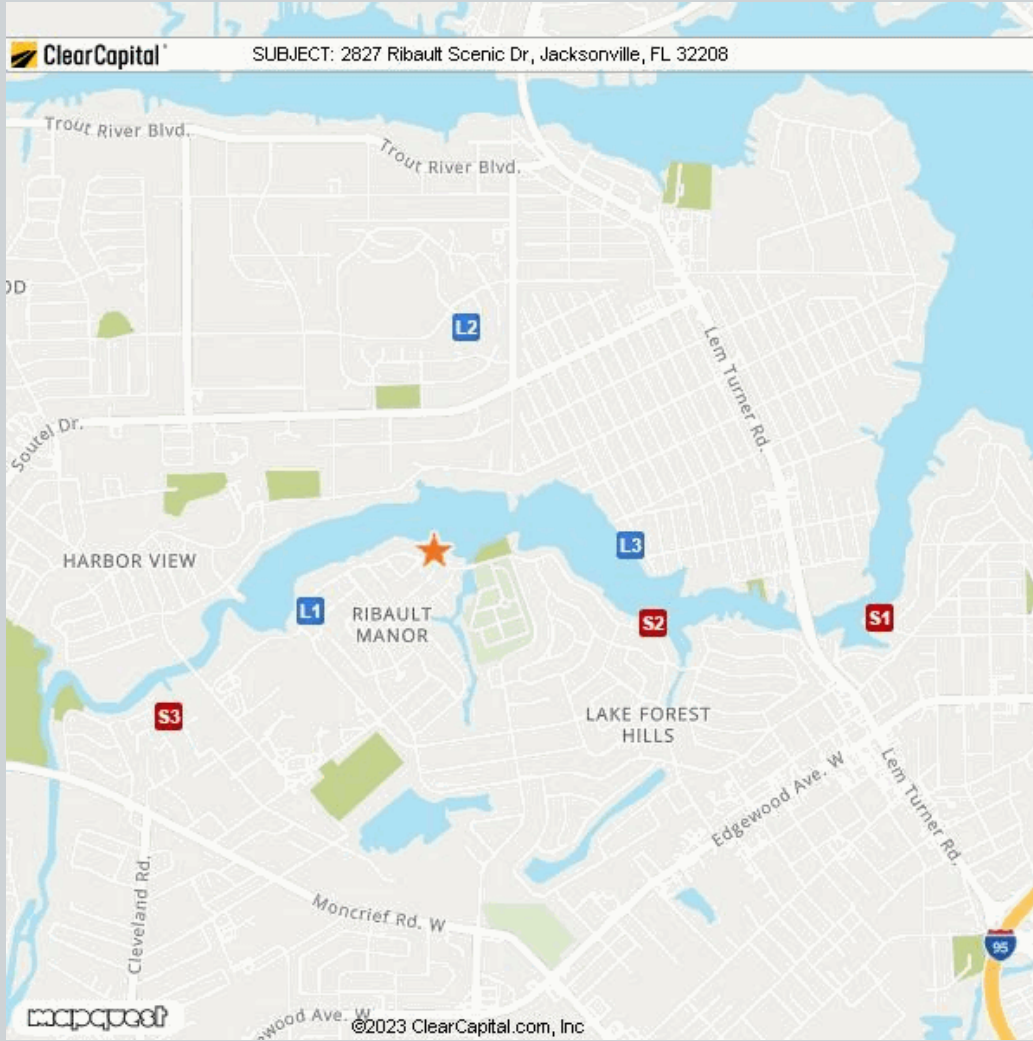 ClearCapital
SUBJECT: 2827 Ribault Scenic Dr, Jacksonville, FL 32208
Trout River Blvd.
Trout River Blvd.
OD
L2
Lem Turner Rd.
Soutel Dr.
HARBOR VIEW
L3
L1
RIBAULT
MANOR
S2
S1
S3
LAKE FOREST
HILLS
Edgewood Ave. W
Lem Turner Rd.
Cleveland Rd.
Moncrief Rd. W
95
mapquest
wood Ave. W
©2023 ClearCapital.com, Inc